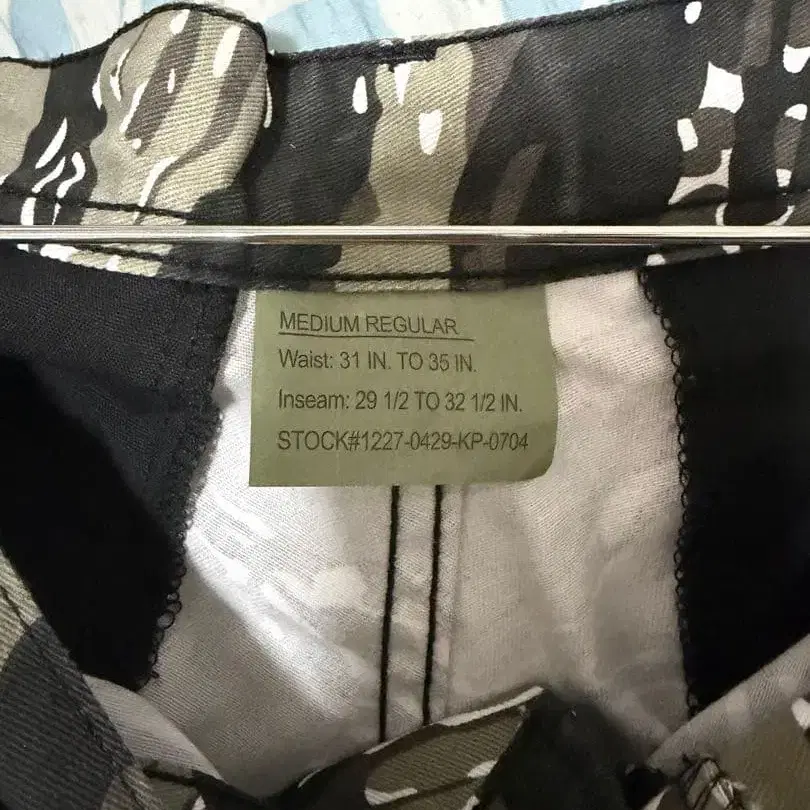 MEDIUM REGULAR
Waist: 31 IN. TO 35 IN.
Inseam: 29 1/2 TO 32 1/2 IN.
STOCK#1227-0429-KP-0704